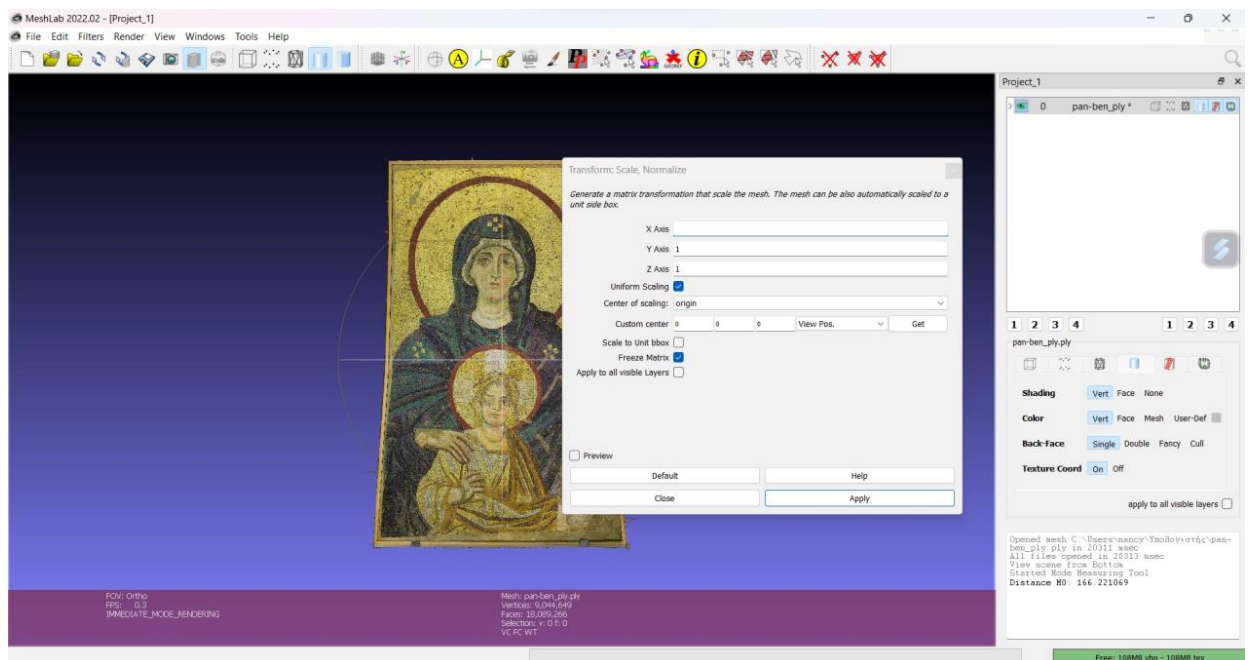 MeshLab 2022.02 - [Project_1]
File Edit Filters Render View Windows Tools Help
Project_1
0 pan-ben_ply *
Transform: Scale, Normalize
Generate a matrix transformation that scale the mesh. The mesh can be also automatically scaled to a
unit side box.
X Axis
Y Axis 1
Z Axis 1
Uniform Scaling
Center of scaling: origin
Custom center 0 0 0 View Pos. Get
Scale to Unit bbox
Freeze Matrix
Apply to all visible Layers
Preview
Default Help
Close Apply
1 2 3 4 1 2 3 4
pan-ben_ply.ply
Shading Vert Face None
Color Vert Face Mesh User-Def
Back-Face Single Double Fancy Cull
Texture Coord On Off
apply to all visible layers
Opened mesh C:\Users\nancy\Υπολογιστής\pan-
ben_ply.ply in 20311 msec
All files opened in 20313 msec
View scene from Bottom
Started Mode Measuring Tool
Distance M0: 166.221069
FOV: Ortho
FPS: 0.3
IMMEDIATE_MODE_RENDERING
Mesh: pan-ben_ply.ply
Vertices: 9,044,649
Faces: 18,089,266
Selection: v: 0 f: 0
VC FC WT
Free: 108MB vbo - 108MB tex